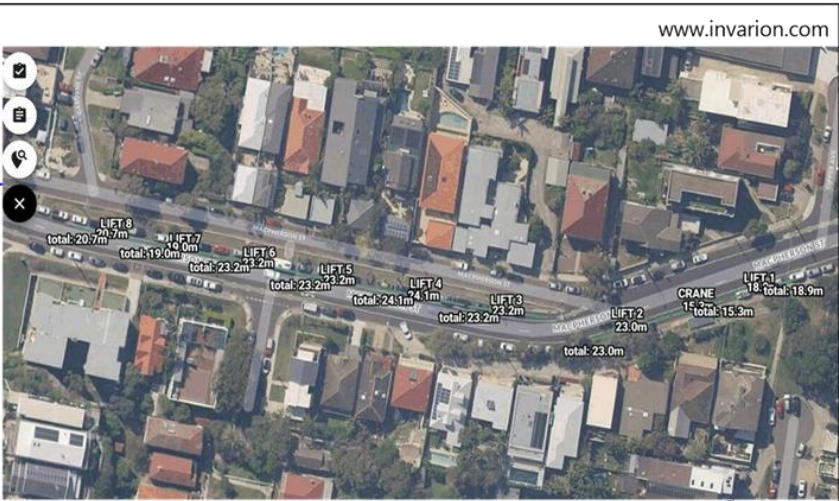 www.invarion.com
LIFT 8
20.7m
total: 20.7m
LIFT 7
19.0m
total: 19.0m
LIFT 6
23.2m
total: 23.2m
LIFT 5
23.2m
total: 23.2m
LIFT 4
24.1m
total: 24.1m
LIFT 3
23.2m
total: 23.2m
LIFT 2
23.0m
total: 23.0m
CRANE
total: 15.3m
LIFT 1
total: 18.9m
MACPHERSON ST
MACPHERSON ST
MACPHERSON ST
MACPHERSON